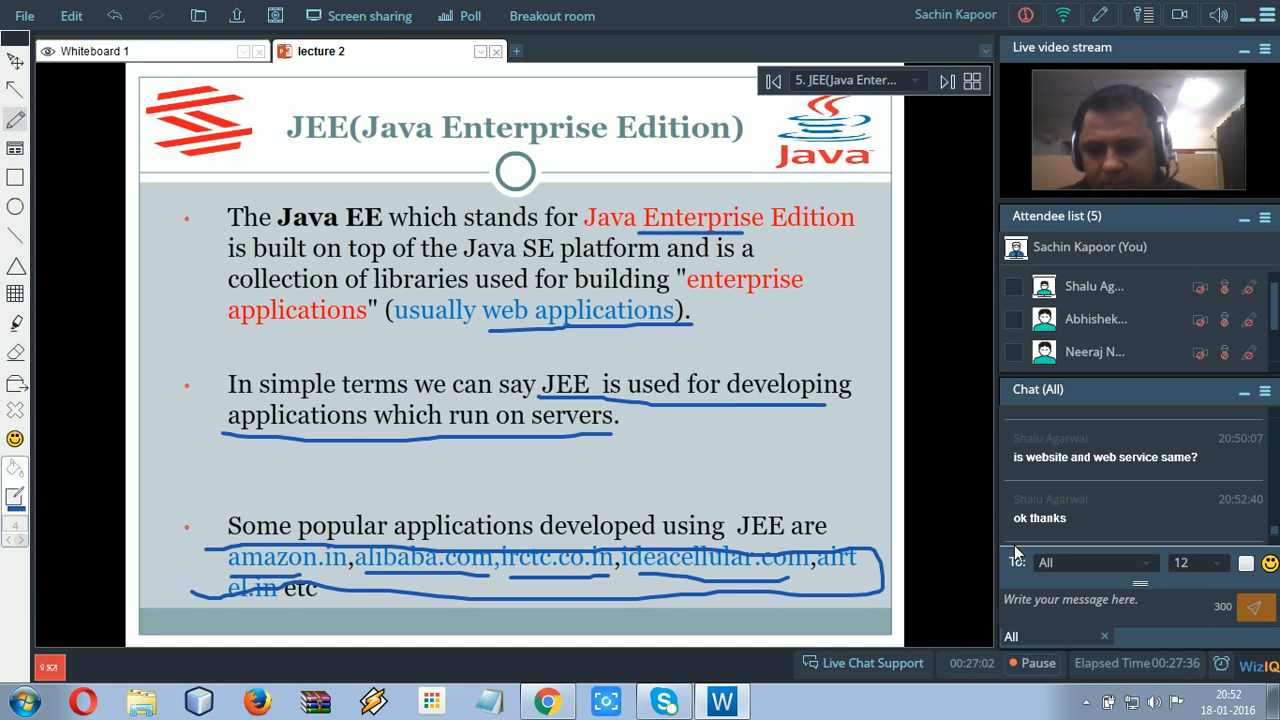 File Edit Screen sharing Poll Breakout room Sachin Kapoor
Whiteboard 1 lecture 2
Live video stream
5. JEE(Java Enter...
JEE(Java Enterprise Edition)
Java
The Java EE which stands for Java Enterprise Edition
is built on top of the Java SE platform and is a
collection of libraries used for building "enterprise
applications" (usually web applications).
In simple terms we can say JEE is used for developing
applications which run on servers.
Some popular applications developed using JEE are
amazon.in,alibaba.com,irctc.co.in,ideacellular.com,airt
el.in etc
Attendee list (5)
Sachin Kapoor (You)
Shalu Ag...
Abhishek...
Neeraj N...
Chat (All)
Shalu Agarwal 20:50:07
is website and web service same?
Shalu Agarwal 20:52:40
ok thanks
To: All 12
Write your message here. 300
All
4
SCA
Live Chat Support 00:27:02 Pause Elapsed Time 00:27:36 WizIQ
20:52
18-01-2016